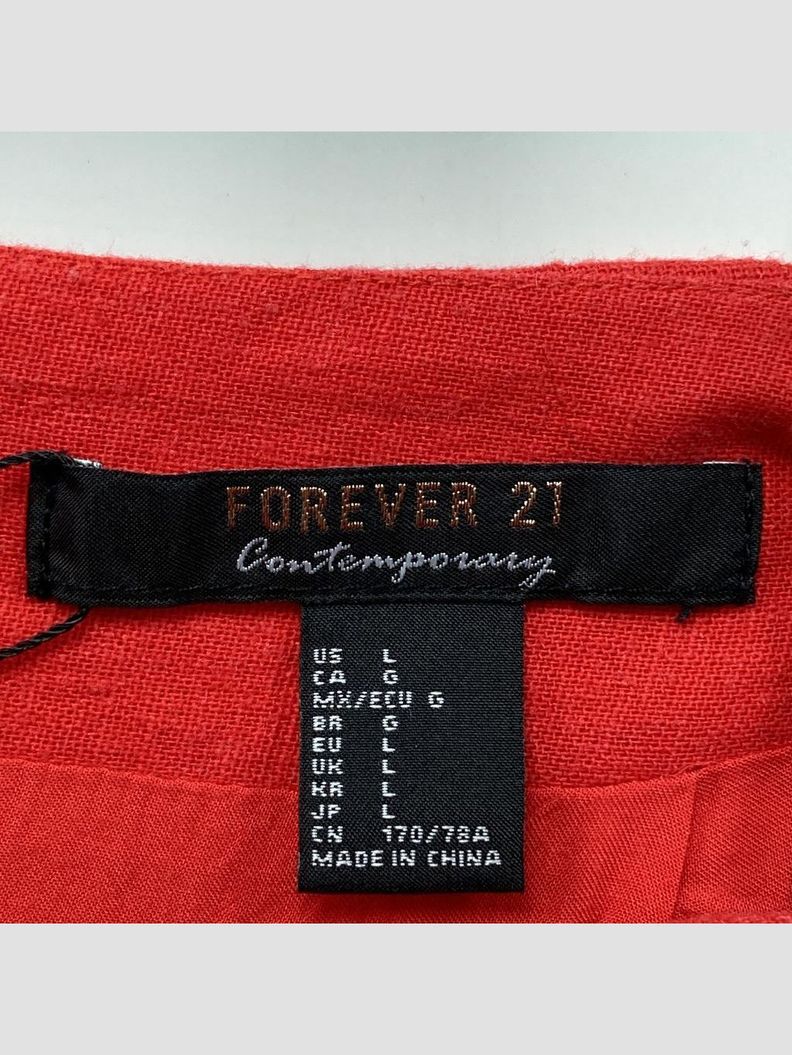 FOREVER 21
Contemporary
US L
CA G
MX/ECU G
BR G
EU L
UK L
KR L
JP L
CN 170/78A
MADE IN CHINA